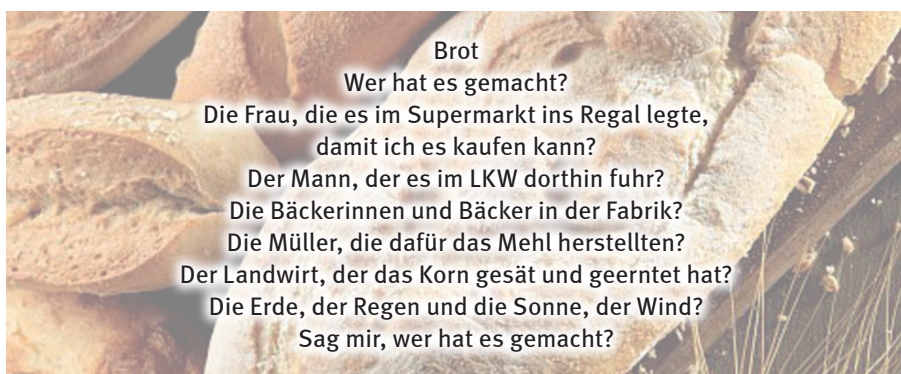 Brot
Wer hat es gemacht?
Die Frau, die es im Supermarkt ins Regal legte,
damit ich es kaufen kann?
Der Mann, der es im LKW dorthin fuhr?
Die Bäckerinnen und Bäcker in der Fabrik?
Die Müller, die dafür das Mehl herstellten?
Der Landwirt, der das Korn gesät und geerntet hat?
Die Erde, der Regen und die Sonne, der Wind?
Sag mir, wer hat es gemacht?